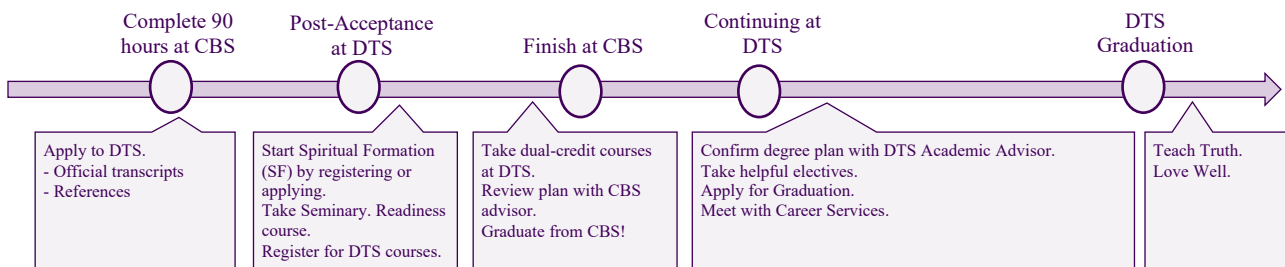 Complete 90
hours at CBS
Post-Acceptance
at DTS
Finish at CBS
Continuing at
DTS
DTS
Graduation
Apply to DTS.
- Official transcripts
- References
Start Spiritual Formation
(SF) by registering or
applying.
Take Seminary. Readiness
course.
Register for DTS courses.
Take dual-credit courses
at DTS.
Review plan with CBS
advisor.
Graduate from CBS!
Confirm degree plan with DTS Academic Advisor.
Take helpful electives.
Apply for Graduation.
Meet with Career Services.
Teach Truth.
Love Well.